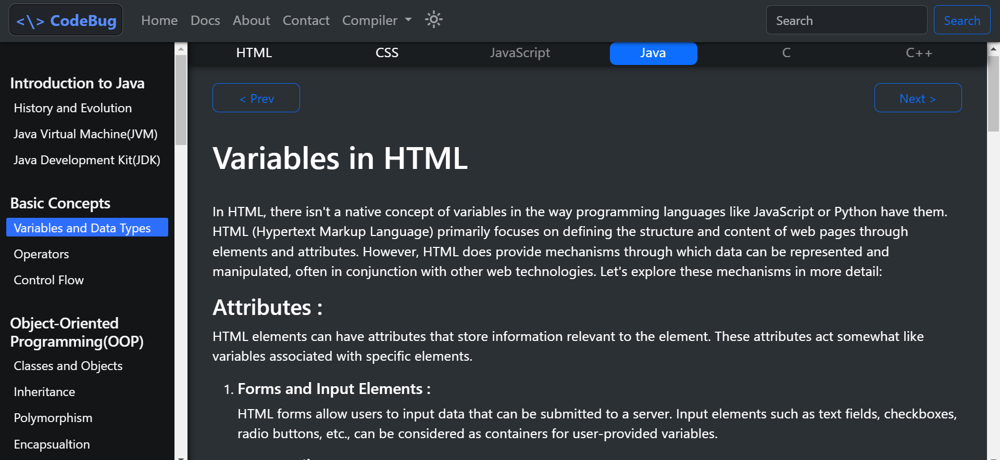 <\> CodeBug Home Docs About Contact Compiler Search Search
HTML CSS JavaScript Java C C++
Introduction to Java
History and Evolution
Java Virtual Machine(JVM)
Java Development Kit(JDK)
Basic Concepts
Variables and Data Types
Operators
Control Flow
Object-Oriented
Programming(OOP)
Classes and Objects
Inheritance
Polymorphism
Encapsualtion
< Prev Next >
Variables in HTML
In HTML, there isn't a native concept of variables in the way programming languages like JavaScript or Python have them.
HTML (Hypertext Markup Language) primarily focuses on defining the structure and content of web pages through
elements and attributes. However, HTML does provide mechanisms through which data can be represented and
manipulated, often in conjunction with other web technologies. Let's explore these mechanisms in more detail:
Attributes :
HTML elements can have attributes that store information relevant to the element. These attributes act somewhat like
variables associated with specific elements.
1. Forms and Input Elements :
HTML forms allow users to input data that can be submitted to a server. Input elements such as text fields, checkboxes,
radio buttons, etc., can be considered as containers for user-provided variables.